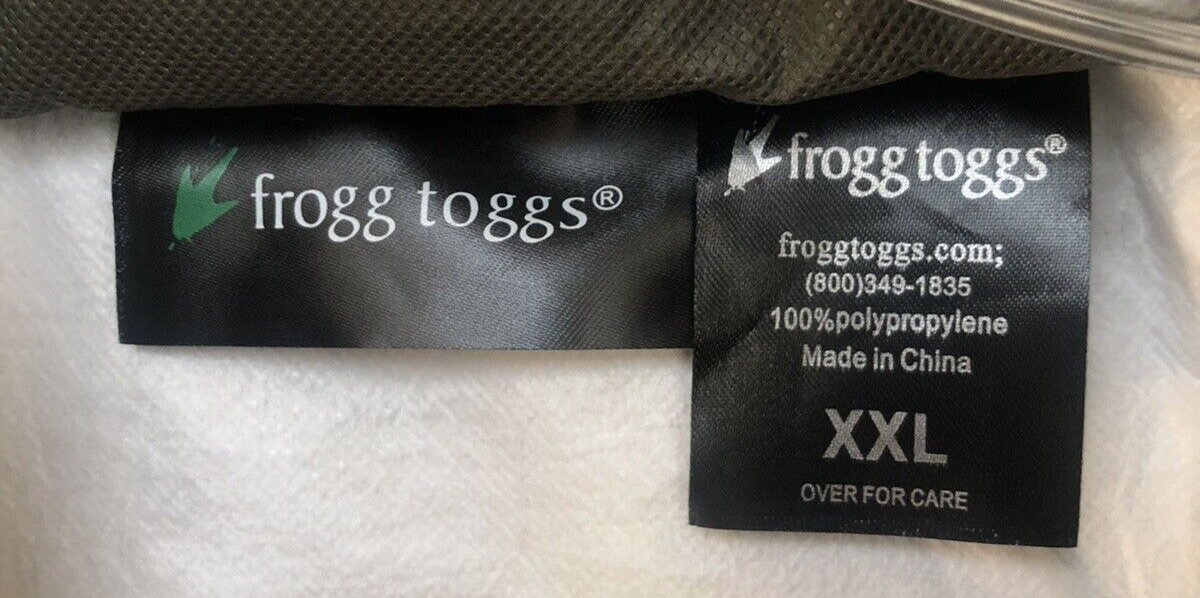 frogg toggs®
frogg toggs®
froggtoggs.com;
(800)349-1835
100%polypropylene
Made in China
XXL
OVER FOR CARE